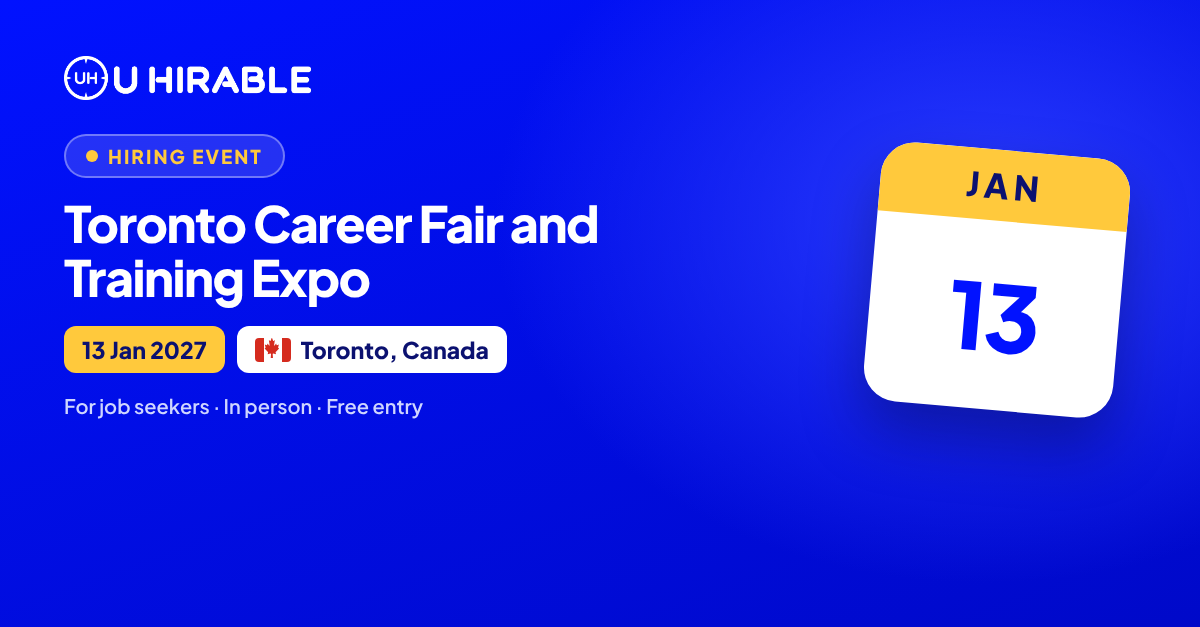 UH U HIRABLE
HIRING EVENT
Toronto Career Fair and
Training Expo
13 Jan 2027
Toronto, Canada
For job seekers · In person · Free entry
JAN
13